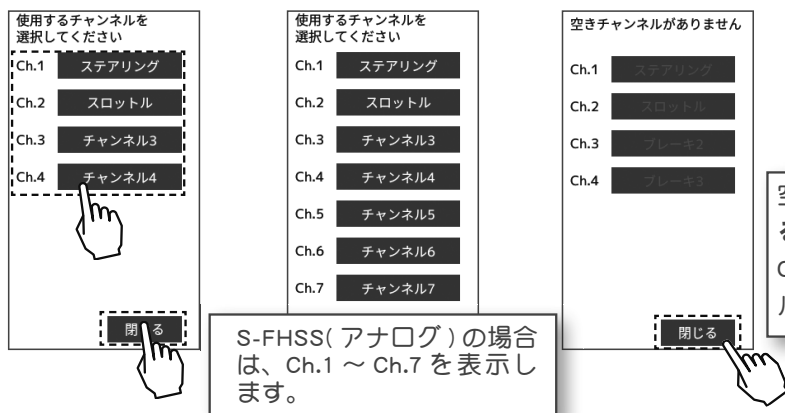 使用するチャンネルを
選択してください
Ch.1 ステアリング
Ch.2 スロットル
Ch.3 チャンネル3
Ch.4 チャンネル4
閉じる
使用するチャンネルを
選択してください
Ch.1 ステアリング
Ch.2 スロットル
Ch.3 チャンネル3
Ch.4 チャンネル4
Ch.5 チャンネル5
Ch.6 チャンネル6
Ch.7 チャンネル7
S-FHSS(アナログ)の場合
は、Ch.1 ～ Ch.7 を表示し
ます。
空きチャンネルがありません
Ch.1 ステアリング
Ch.2 スロットル
Ch.3 ブレーキ2
Ch.4 ブレーキ3
閉じる